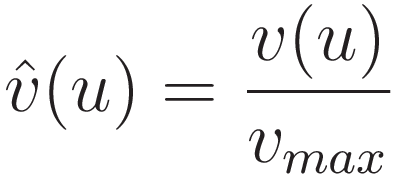 v̂(u) = v(u) / v_max